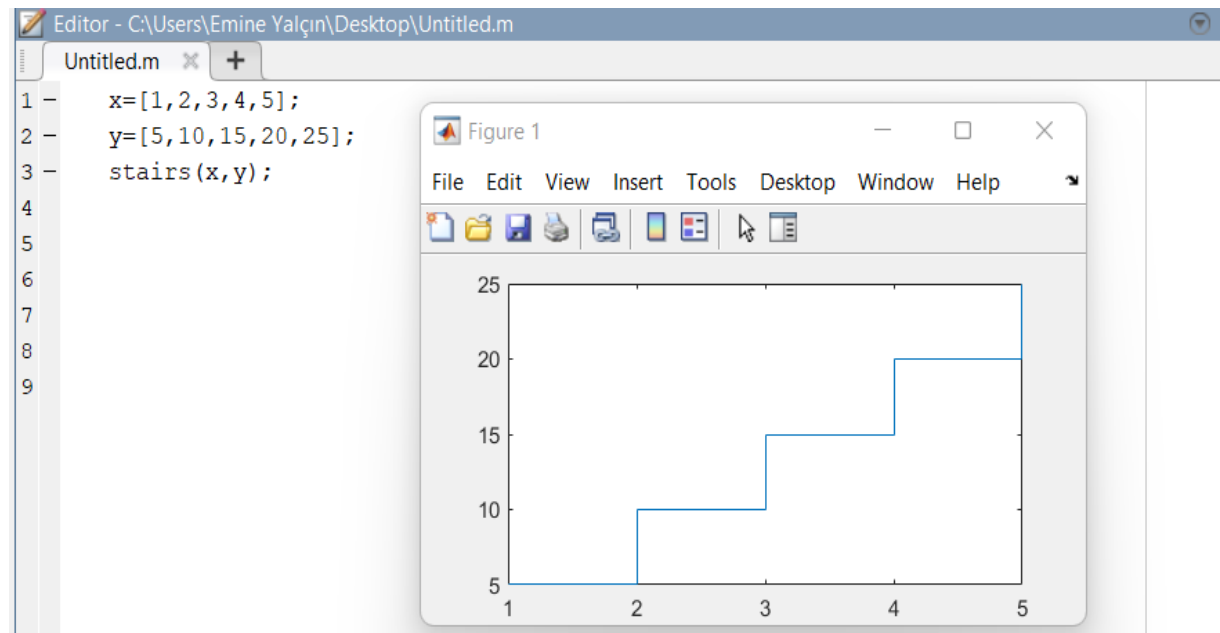 Editor - C:\Users\Emine Yalçın\Desktop\Untitled.m
Untitled.m
1 x=[1,2,3,4,5];
2 y=[5,10,15,20,25];
3 stairs(x,y);
4
5
6
7
8
9
Figure 1
File Edit View Insert Tools Desktop Window Help
25
20
15
10
5
1 2 3 4 5